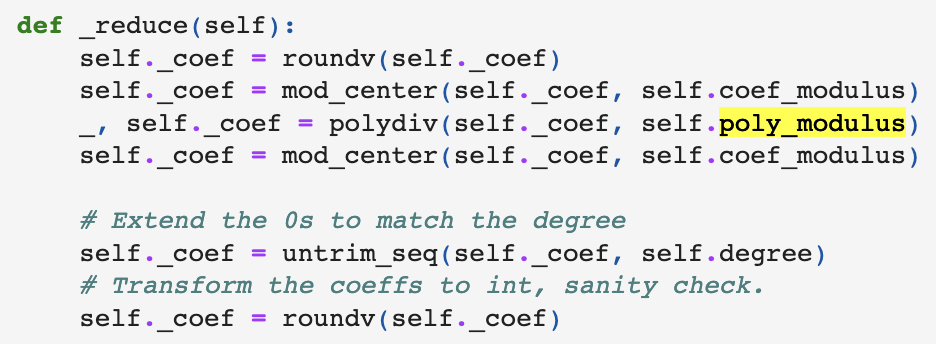 def _reduce(self):
    self._coef = roundv(self._coef)
    self._coef = mod_center(self._coef, self.coef_modulus)
    _, self._coef = polydiv(self._coef, self.poly_modulus)
    self._coef = mod_center(self._coef, self.coef_modulus)
    # Extend the 0s to match the degree
    self._coef = untrim_seq(self._coef, self.degree)
    # Transform the coeffs to int, sanity check.
    self._coef = roundv(self._coef)